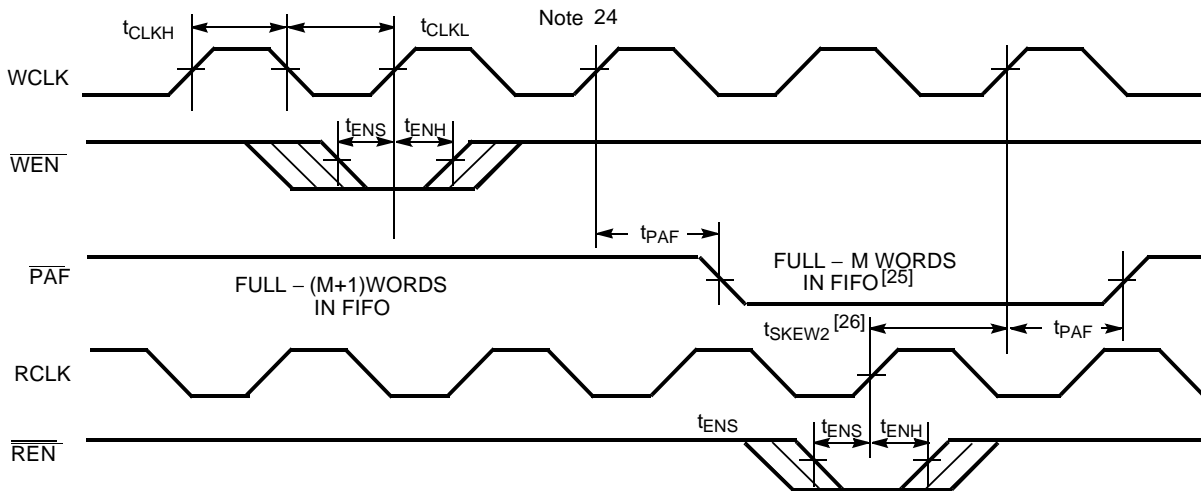 Note 24
tCLKH
tCLKL
WCLK
tENS
tENH
WEN
tPAF
PAF
FULL – (M+1)WORDS
IN FIFO
FULL – M WORDS
IN FIFO[25]
tSKEW2[26]
tPAF
RCLK
tENS
tENS
tENH
REN